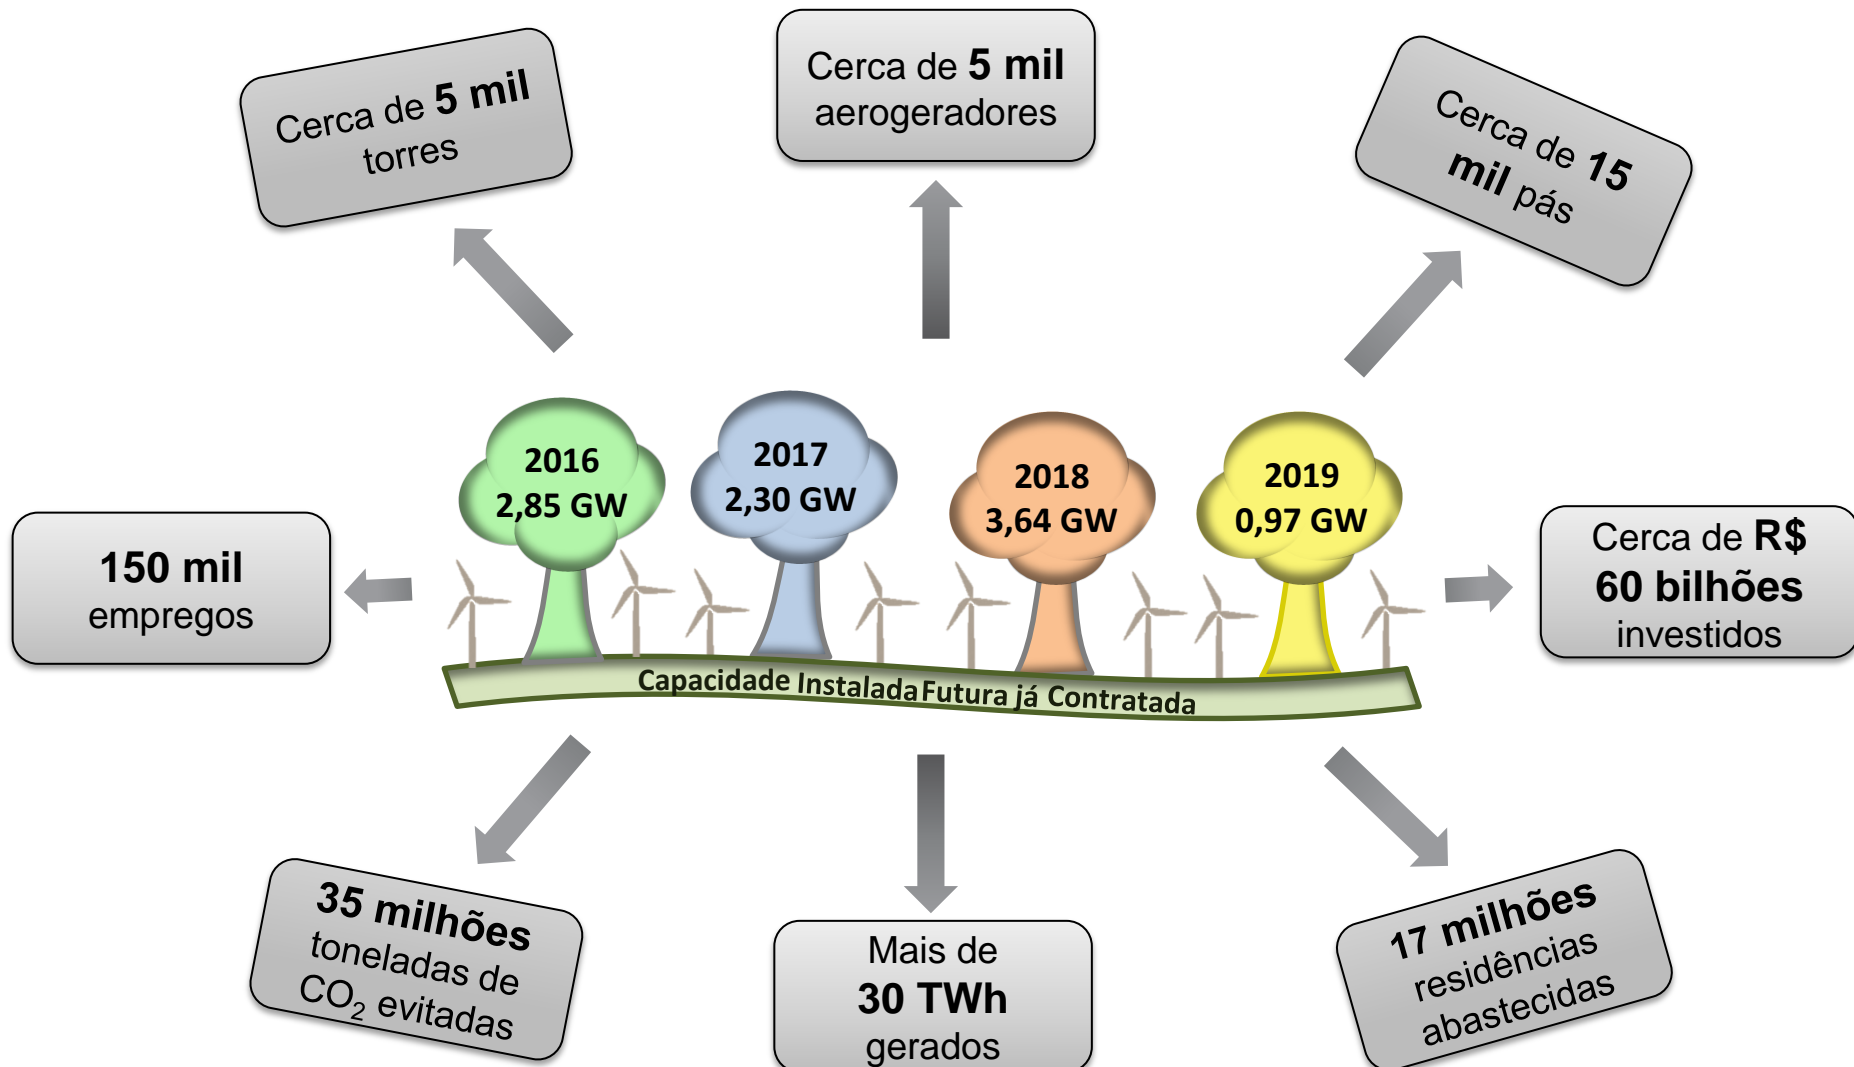 Cerca de 5 mil
torres
Cerca de 5 mil
aerogeradores
Cerca de 15
mil pás
2016
2,85 GW
2017
2,30 GW
2018
3,64 GW
2019
0,97 GW
150 mil
empregos
Cerca de R$
60 bilhões
investidos
Capacidade Instalada Futura já Contratada
35 milhões
toneladas de
CO₂ evitadas
Mais de
30 TWh
gerados
17 milhões
residências
abastecidas